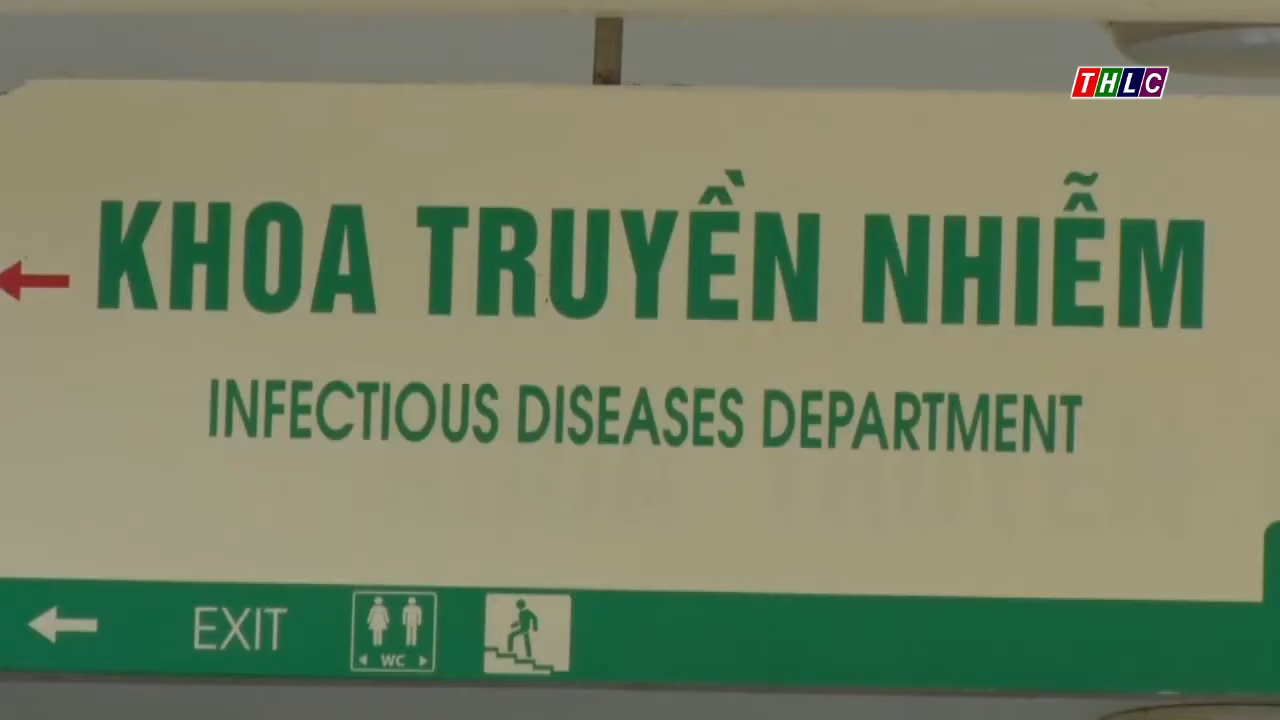 THLC
KHOA TRUYỀN NHIỄM
INFECTIOUS DISEASES DEPARTMENT
EXIT
WC